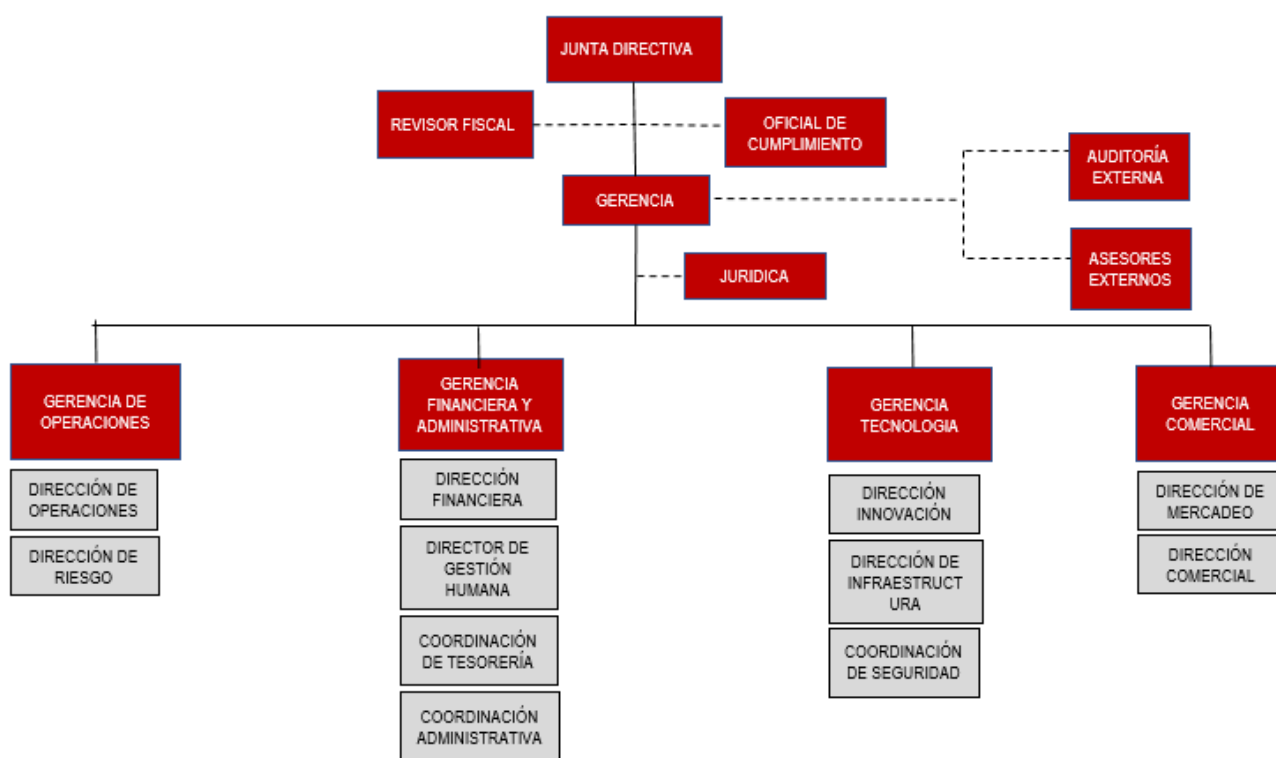 JUNTA DIRECTIVA
REVISOR FISCAL
OFICIAL DE
CUMPLIMIENTO
AUDITORÍA
EXTERNA
GERENCIA
JURIDICA
ASESORES
EXTERNOS
GERENCIA DE
OPERACIONES
DIRECCIÓN DE
OPERACIONES
DIRECCIÓN DE
RIESGO
GERENCIA
FINANCIERA Y
ADMINISTRATIVA
DIRECCIÓN
FINANCIERA
DIRECTOR DE
GESTIÓN
HUMANA
COORDINACIÓN
DE TESORERÍA
COORDINACIÓN
ADMINISTRATIVA
GERENCIA
TECNOLOGIA
DIRECCIÓN
INNOVACIÓN
DIRECCIÓN DE
INFRAESTRUCT
URA
COORDINACIÓN
DE SEGURIDAD
GERENCIA
COMERCIAL
DIRECCIÓN DE
MERCADEO
DIRECCIÓN
COMERCIAL